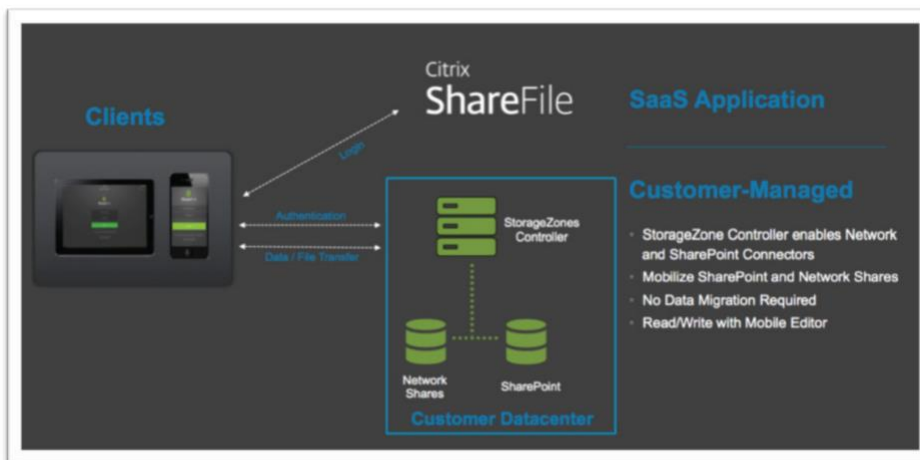 Citrix
ShareFile
SaaS Application
Clients
Login
Customer-Managed
Authentication
StorageZones
Controller
Data / File Transfer
StorageZone Controller enables Network
and SharePoint Connectors
Mobilize SharePoint and Network Shares
No Data Migration Required
Read/Write with Mobile Editor
Network
Shares
SharePoint
Customer Datacenter